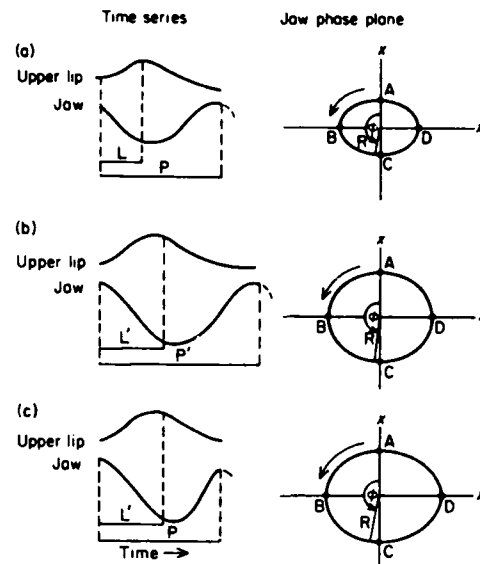 Time series
Jaw phase plane
(a)
Upper lip
Jaw
L
P
x
A
B
D
R
Φ
C
(b)
Upper lip
Jaw
L'
P'
x
A
B
D
R
Φ
C
(c)
Upper lip
Jaw
L'
P
Time →
x
A
B
D
R
Φ
C